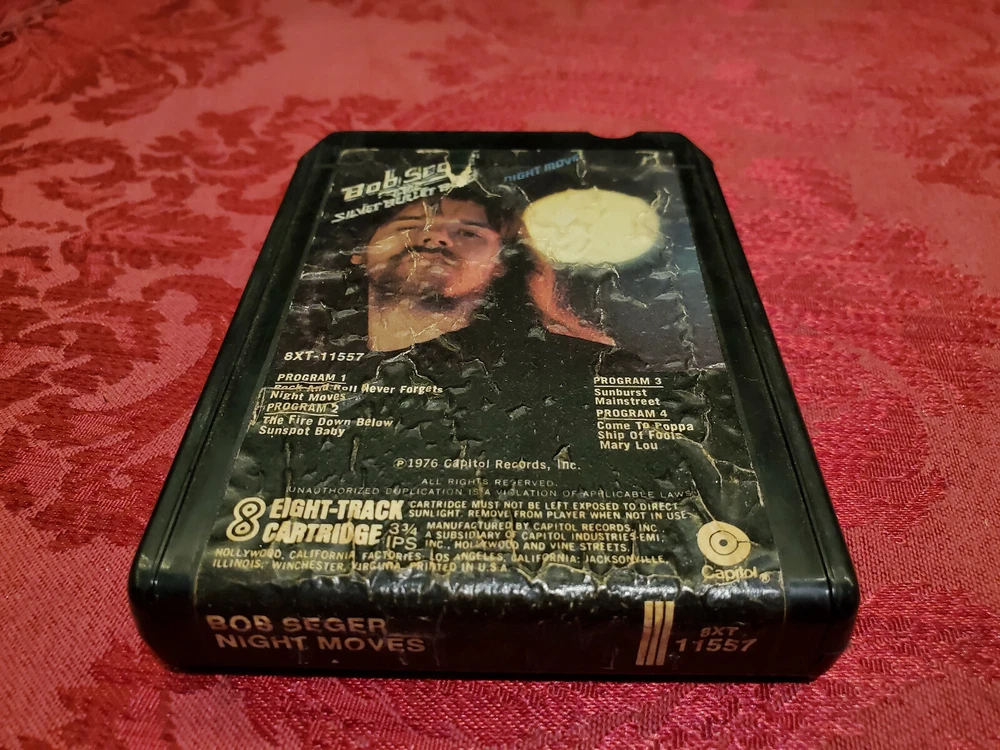 Bob Seg
SILVER BULLET B
NIGHT MOVE
8XT-11557
PROGRAM 1
Rock And Roll Never Forgets
Night Moves
PROGRAM 2
The Fire Down Below
Sunspot Baby
PROGRAM 3
Sunburst
Mainstreet
PROGRAM 4
Come To Poppa
Ship Of Fools
Mary Lou
℗1976 Capitol Records, Inc.
ALL RIGHTS RESERVED.
UNAUTHORIZED DUPLICATION IS A VIOLATION OF APPLICABLE LAWS
8 EIGHT-TRACK
CARTRIDGE 3¾ IPS
CARTRIDGE MUST NOT BE LEFT EXPOSED TO DIRECT
SUNLIGHT. REMOVE FROM PLAYER WHEN NOT IN USE
MANUFACTURED BY CAPITOL RECORDS, INC.
A SUBSIDIARY OF CAPITOL INDUSTRIES-EMI,
INC., HOLLYWOOD AND VINE STREETS,
HOLLYWOOD, CALIFORNIA. FACTORIES: LOS ANGELES, CALIFORNIA; JACKSONVILLE,
ILLINOIS; WINCHESTER, VIRGINIA. PRINTED IN U.S.A.
Capitol®
BOB SEGER
NIGHT MOVES
8XT
11557